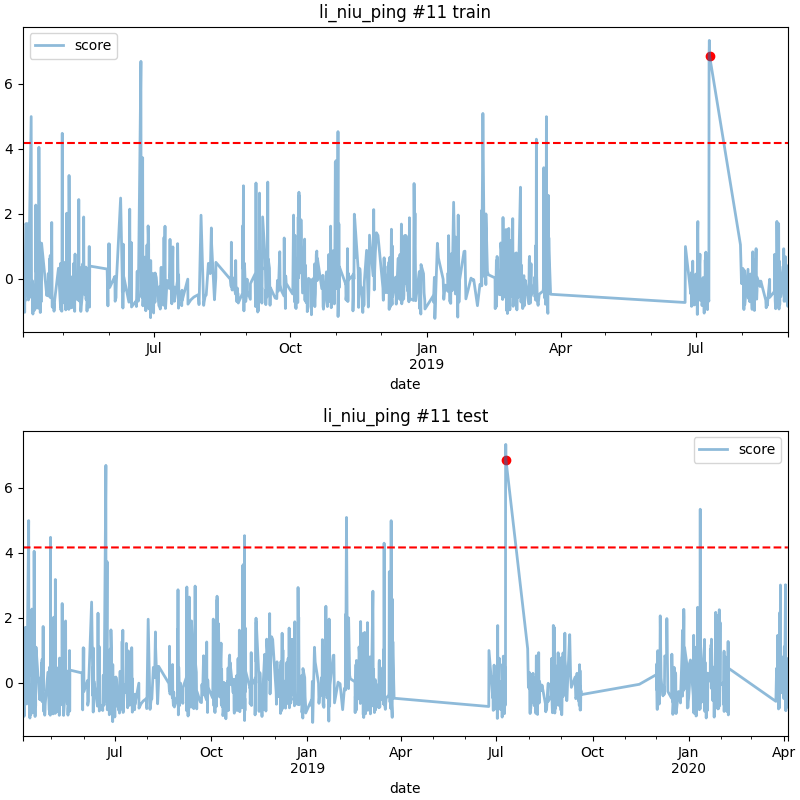 li_niu_ping #11 train
score
6
4
2
0
Jul Oct Jan Apr Jul
2019
date
li_niu_ping #11 test
score
6
4
2
0
Jul Oct Jan Apr Jul Oct Jan Apr
2019 2020
date